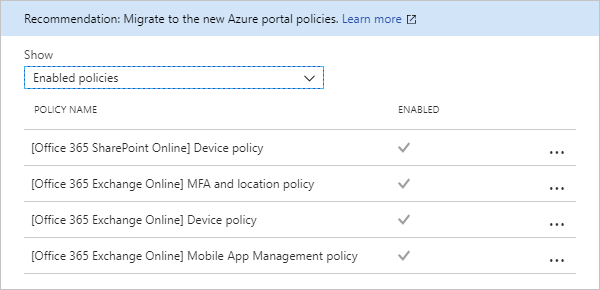 Recommendation: Migrate to the new Azure portal policies. Learn more
Show
Enabled policies
POLICY NAME ENABLED
[Office 365 SharePoint Online] Device policy ...
[Office 365 Exchange Online] MFA and location policy ...
[Office 365 Exchange Online] Device policy ...
[Office 365 Exchange Online] Mobile App Management policy ...